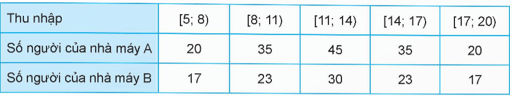 Thu nhập [5; 8) [8; 11) [11; 14) [14; 17) [17; 20)
Số người của nhà máy A 20 35 45 35 20
Số người của nhà máy B 17 23 30 23 17